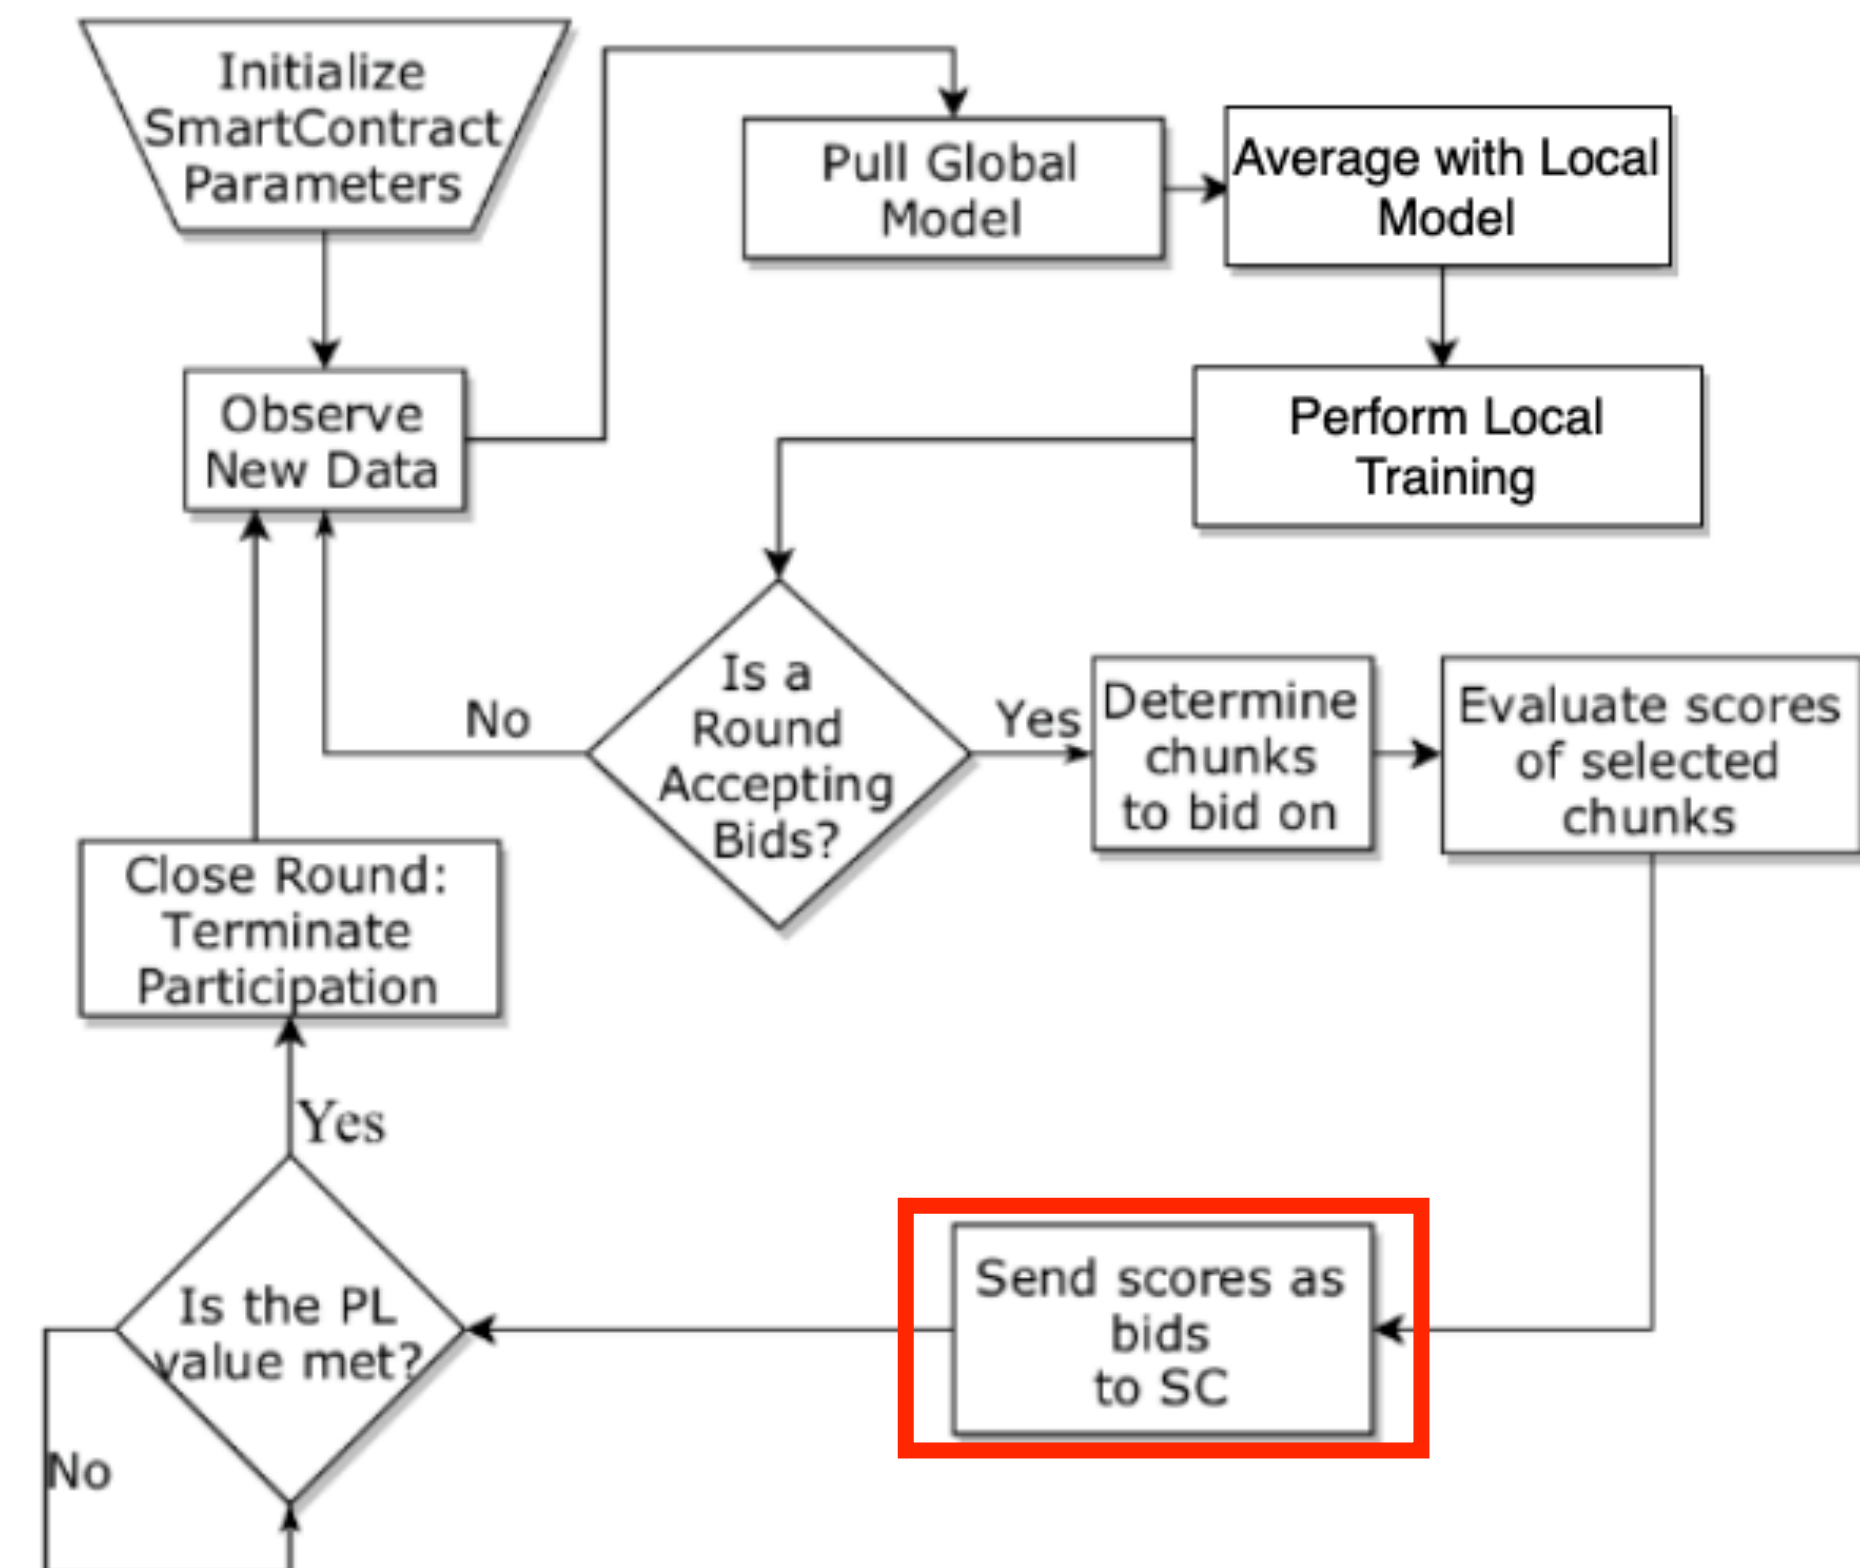 Initialize
SmartContract
Parameters
Pull Global
Model
Average with Local
Model
Observe
New Data
Perform Local
Training
Is a
Round
Accepting
Bids?
No
Yes
Determine
chunks
to bid on
Evaluate scores
of selected
chunks
Close Round:
Terminate
Participation
Yes
Is the PL
value met?
No
Send scores as
bids
to SC